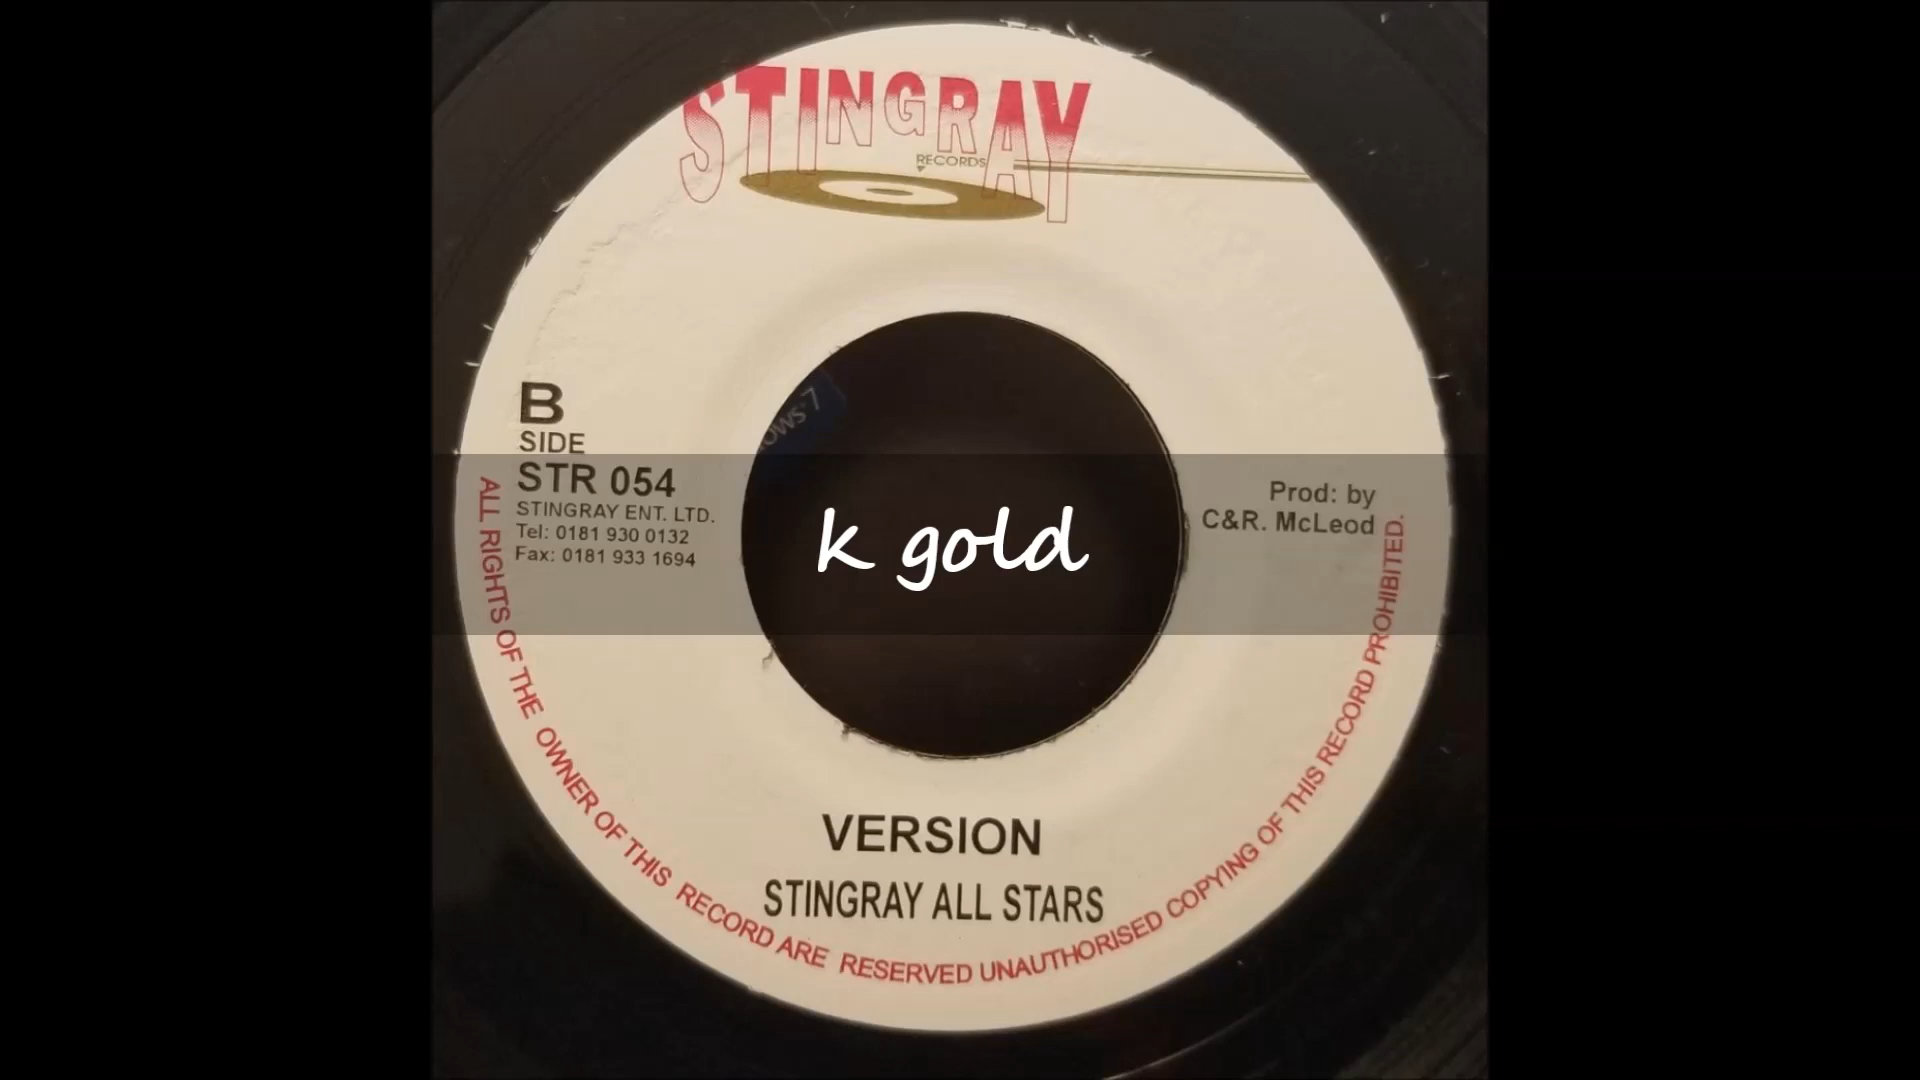 STINGRAY
RECORDS
B
SIDE
STR 054
STINGRAY ENT. LTD.
Tel: 0181 930 0132
Fax: 0181 933 1694
Prod: by
C&R. McLeod
k gold
VERSION
STINGRAY ALL STARS
ALL RIGHTS OF THE OWNER OF THIS RECORD ARE RESERVED UNAUTHORISED COPYING OF THIS RECORD PROHIBITED.